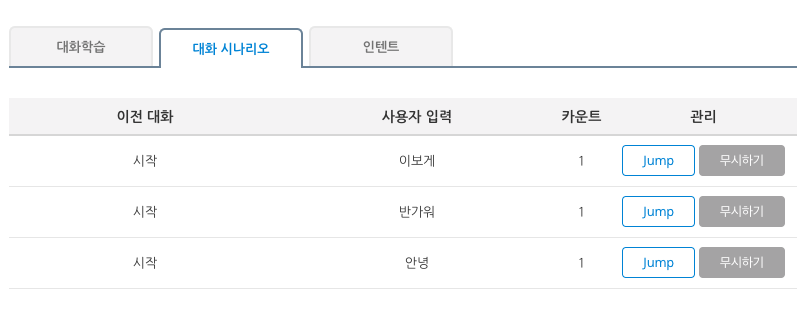 대화학습 대화 시나리오 인텐트
이전 대화 사용자 입력 카운트 관리
시작 이보게 1 Jump 무시하기
시작 반가워 1 Jump 무시하기
시작 안녕 1 Jump 무시하기